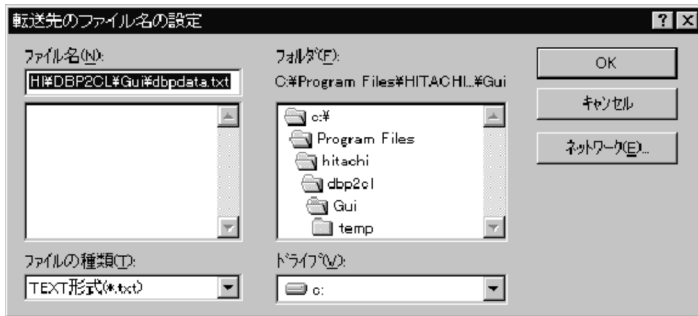 転送先のファイル名の設定
ファイル名(N):
HI¥DBP2CL¥Gui¥dbpdata.txt
フォルダ(F):
C:¥Program Files¥HITACHI...¥Gui
c:¥
Program Files
hitachi
dbp2cl
Gui
temp
OK
キャンセル
ネットワーク(E)...
ファイルの種類(T):
TEXT形式(*.txt)
ドライブ(V):
c: